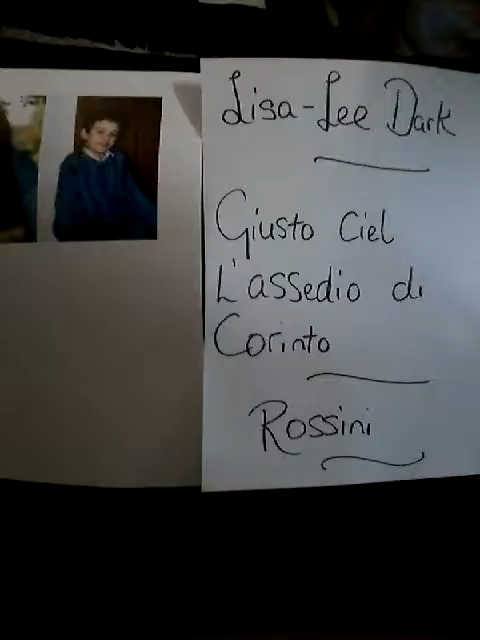 Lisa-Lee Dark
Giusto Ciel
L'assedio di
Corinto
Rossini